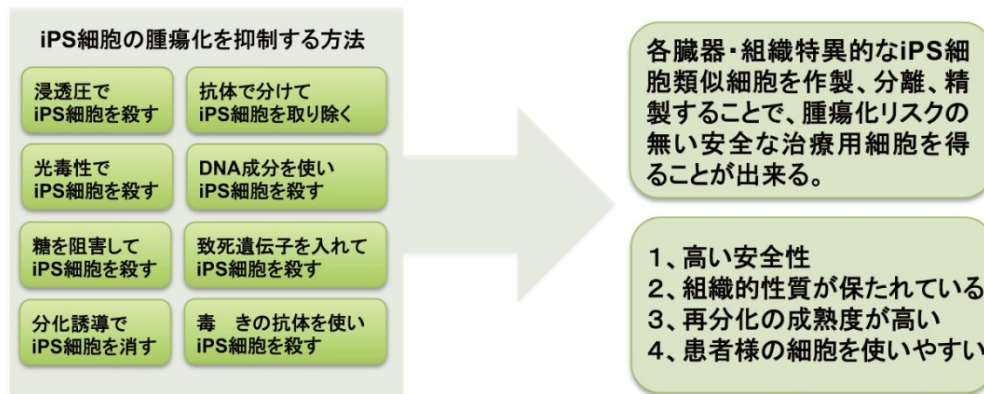 iPS細胞の腫瘍化を抑制する方法
浸透圧で
iPS細胞を殺す
抗体で分けて
iPS細胞を取り除く
光毒性で
iPS細胞を殺す
DNA成分を使い
iPS細胞を殺す
糖を阻害して
iPS細胞を殺す
致死遺伝子を入れて
iPS細胞を殺す
分化誘導で
iPS細胞を消す
毒　きの抗体を使い
iPS細胞を殺す
各臓器・組織特異的なiPS細
胞類似細胞を作製、分離、精
製することで、腫瘍化リスクの
無い安全な治療用細胞を得
ることが出来る。
1、高い安全性
2、組織的性質が保たれている
3、再分化の成熟度が高い
4、患者様の細胞を使いやすい